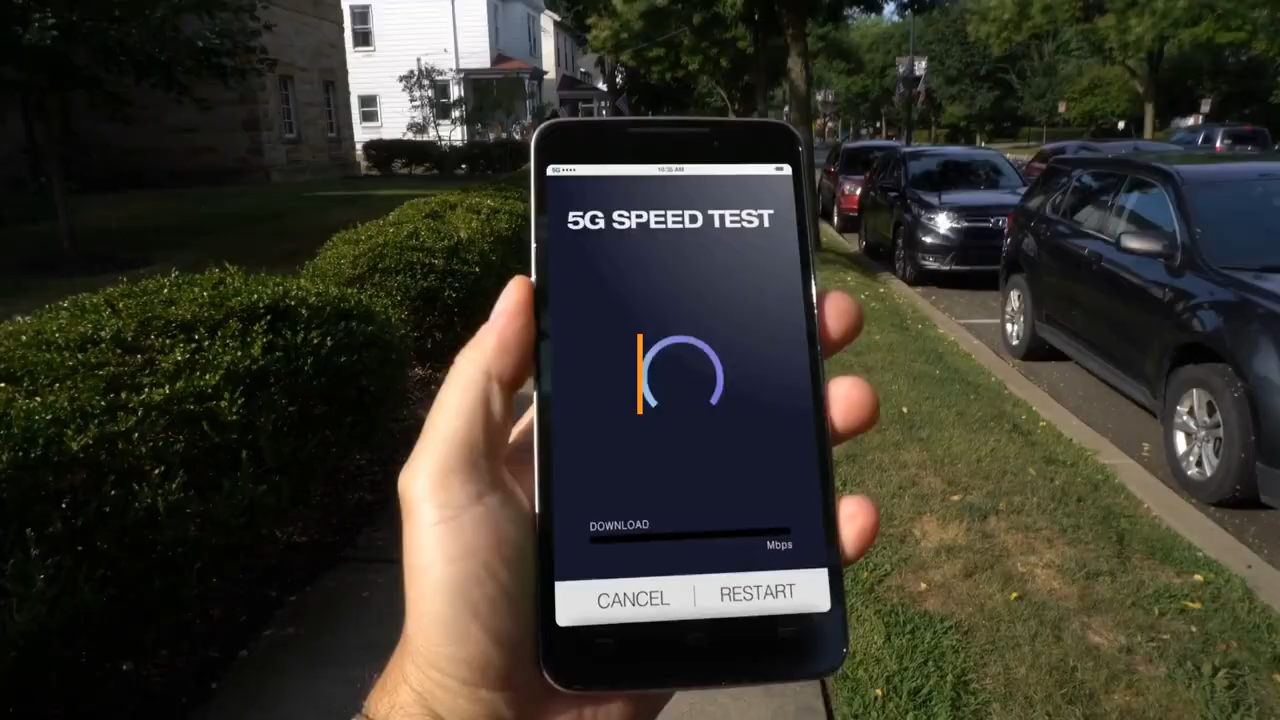 5G 10:35 AM
5G SPEED TEST
DOWNLOAD
Mbps
CANCEL | RESTART